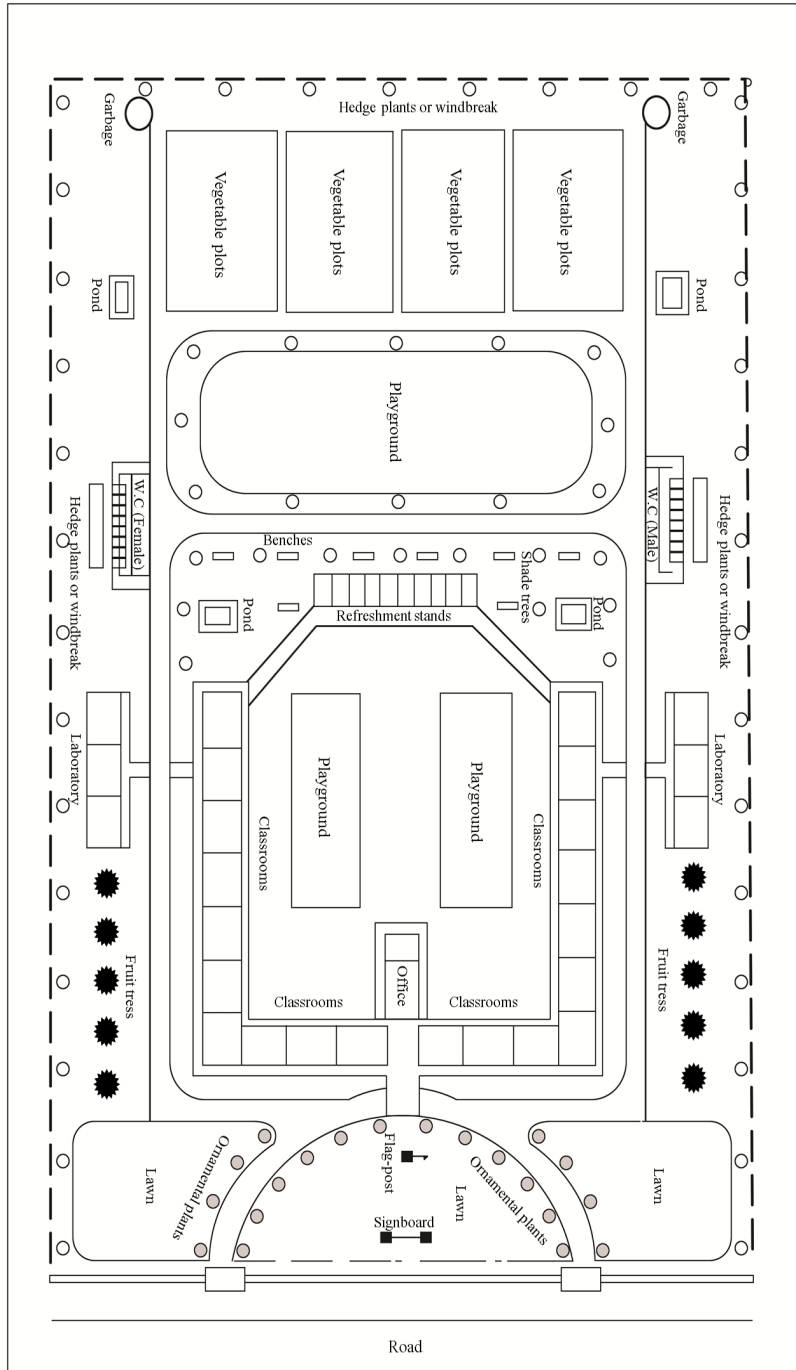 Garbage
Hedge plants or windbreak
Garbage
Vegetable plots
Vegetable plots
Vegetable plots
Vegetable plots
Pond
Pond
Playground
W.C (Female)
W.C (Male)
Hedge plants or windbreak
Hedge plants or windbreak
Benches
Shade trees
Pond
Refreshment stands
Pond
Laboratory
Laboratory
Playground
Playground
Classrooms
Classrooms
Fruit tress
Fruit tress
Office
Classrooms
Classrooms
Ornamental plants
Flag-post
Ornamental plants
Lawn
Lawn
Lawn
Signboard
Road